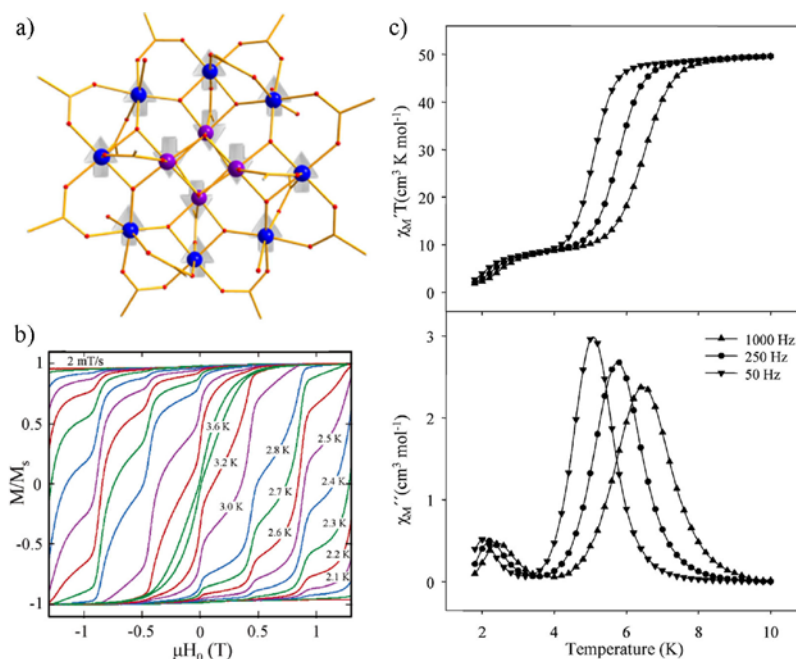 a)
b)
2 mT/s
1
0.5
0
-0.5
-1
M/Mₛ
3.6 K
3.2 K
3.0 K
2.8 K
2.7 K
2.6 K
2.5 K
2.4 K
2.3 K
2.2 K
2.1 K
-1 -0.5 0 0.5 1
μH₀ (T)
c)
χM′T(cm³ K mol⁻¹)
50
40
30
20
10
0
χM′′(cm³ mol⁻¹)
3
2
1
0
1000 Hz
250 Hz
50 Hz
2 4 6 8 10
Temperature (K)